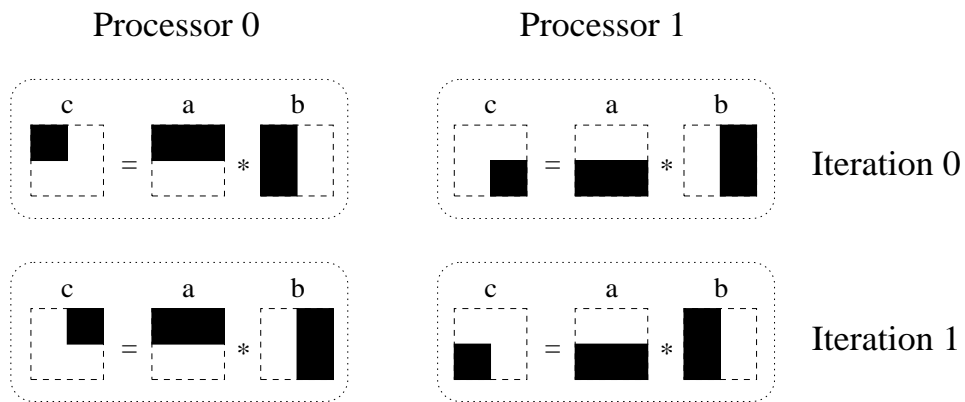 Processor 0 Processor 1
c a b c a b
= * = *
Iteration 0
c a b c a b
= * = *
Iteration 1